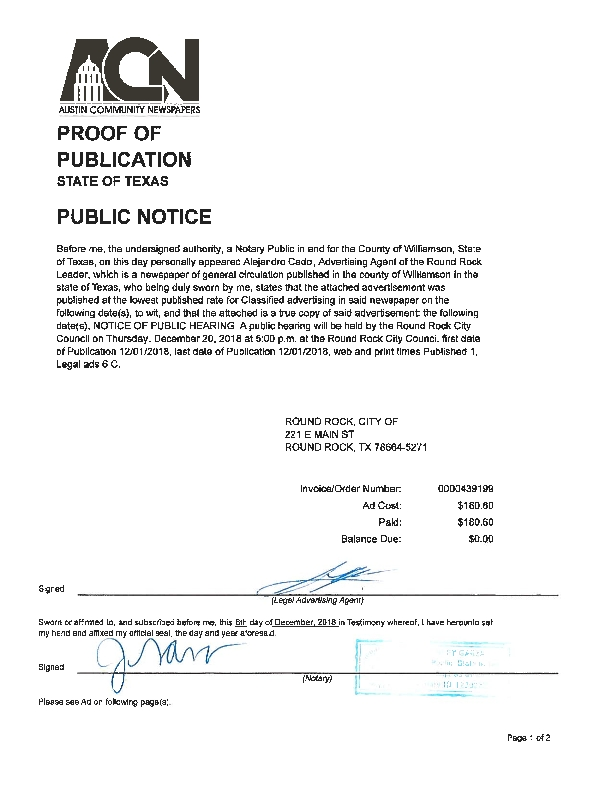 ACN
AUSTIN COMMUNITY NEWSPAPERS
PROOF OF
PUBLICATION
STATE OF TEXAS
PUBLIC NOTICE
Before me, the undersigned authority, a Notary Public in and for the County of Williamson, State
of Texas, on this day personally appeared Alejandro Cado, Advertising Agent of the Round Rock
Leader, which is a newspaper of general circulation published in the county of Williamson in the
state of Texas, who being duly sworn by me, states that the attached advertisement was
published at the lowest published rate for Classified advertising in said newspaper on the
following date(s), to wit, and that the attached is a true copy of said advertisement: the following
date(s), NOTICE OF PUBLIC HEARING A public hearing will be held by the Round Rock City
Council on Thursday, December 20, 2018 at 5:00 p.m. at the Round Rock City Council. first date
of Publication 12/01/2018, last date of Publication 12/01/2018, web and print times Published 1,
Legal ads 6 C.
ROUND ROCK, CITY OF
221 E MAIN ST
ROUND ROCK, TX 78664-5271
Invoice/Order Number: 0000439199
Ad Cost: $180.60
Paid: $180.60
Balance Due: $0.00
Signed
(Legal Advertising Agent)
Sworn or affirmed to, and subscribed before me, this 6th day of December, 2018 in Testimony whereof, I have hereunto set
my hand and affixed my official seal, the day and year aforesaid.
Signed
(Notary)
Please see Ad on following page(s).
Page 1 of 2